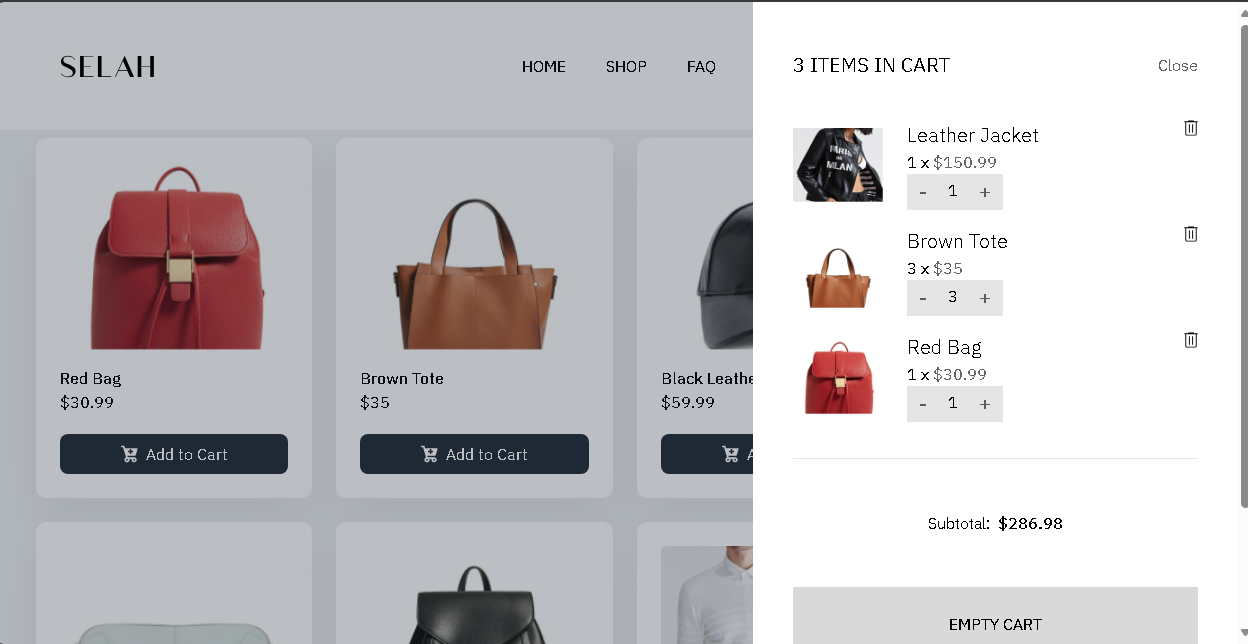 SELAH
HOME SHOP FAQ
Red Bag
$30.99
Add to Cart
Brown Tote
$35
Add to Cart
Black Leathe
$59.99
A
3 ITEMS IN CART
Close
PARIS
MILAN
Leather Jacket
1 x $150.99
- 1 +
Brown Tote
3 x $35
- 3 +
Red Bag
1 x $30.99
- 1 +
Subtotal: $286.98
EMPTY CART